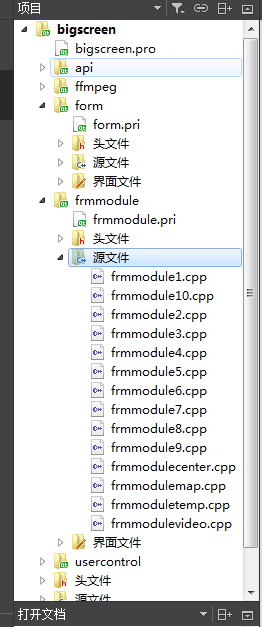 项目
bigscreen
bigscreen.pro
api
ffmpeg
form
form.pri
头文件
源文件
界面文件
frmmodule
frmmodule.pri
头文件
源文件
frmmodule1.cpp
frmmodule10.cpp
frmmodule2.cpp
frmmodule3.cpp
frmmodule4.cpp
frmmodule5.cpp
frmmodule6.cpp
frmmodule7.cpp
frmmodule8.cpp
frmmodule9.cpp
frmmodulecenter.cpp
frmmodulemap.cpp
frmmoduletemp.cpp
frmmodulevideo.cpp
界面文件
usercontrol
头文件
源文件
打开文档